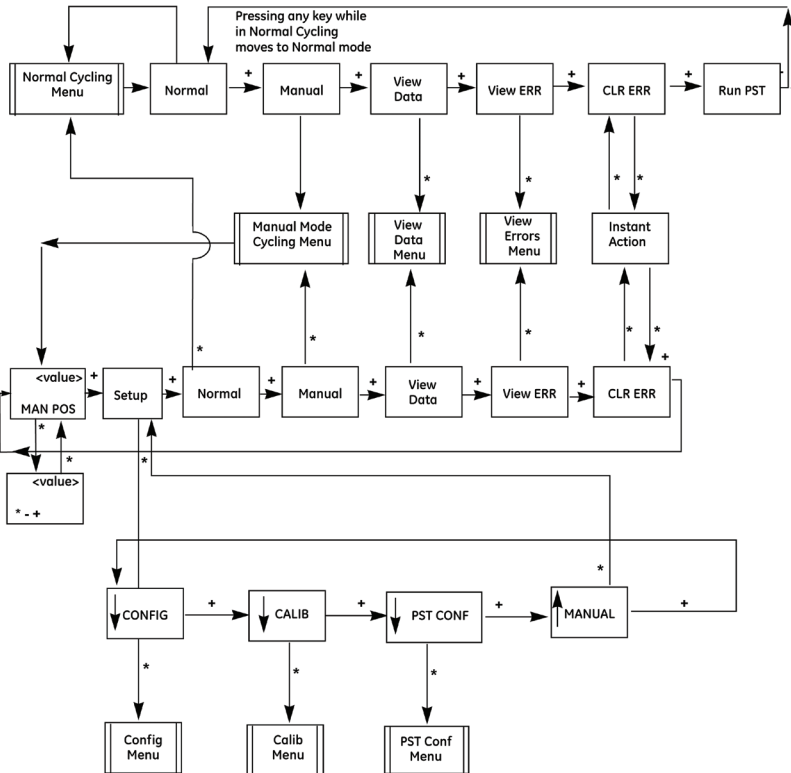 Pressing any key while
in Normal Cycling
moves to Normal mode
Normal Cycling
Menu
Normal
+
Manual
+
View
Data
+
View ERR
+
CLR ERR
+
Run PST
*
*
*
*
Manual Mode
Cycling Menu
View
Data
Menu
View
Errors
Menu
Instant
Action
*
*
*
*
*
*
+
<value>
MAN POS
+
Setup
+
Normal
+
Manual
+
View
Data
+
View ERR
+
CLR ERR
*
*
*
<value>
* - +
*
CONFIG
+
CALIB
+
PST CONF
+
MANUAL
+
*
*
*
Config
Menu
Calib
Menu
PST Conf
Menu